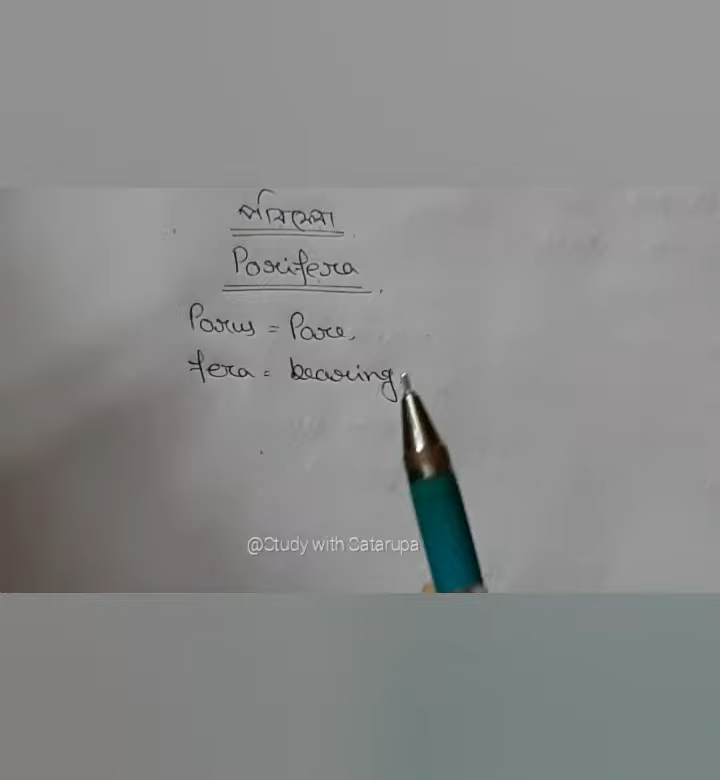 পরিফেরা
Porifera
Porus = Pore,
fera = bearing
@Study with Satarupa